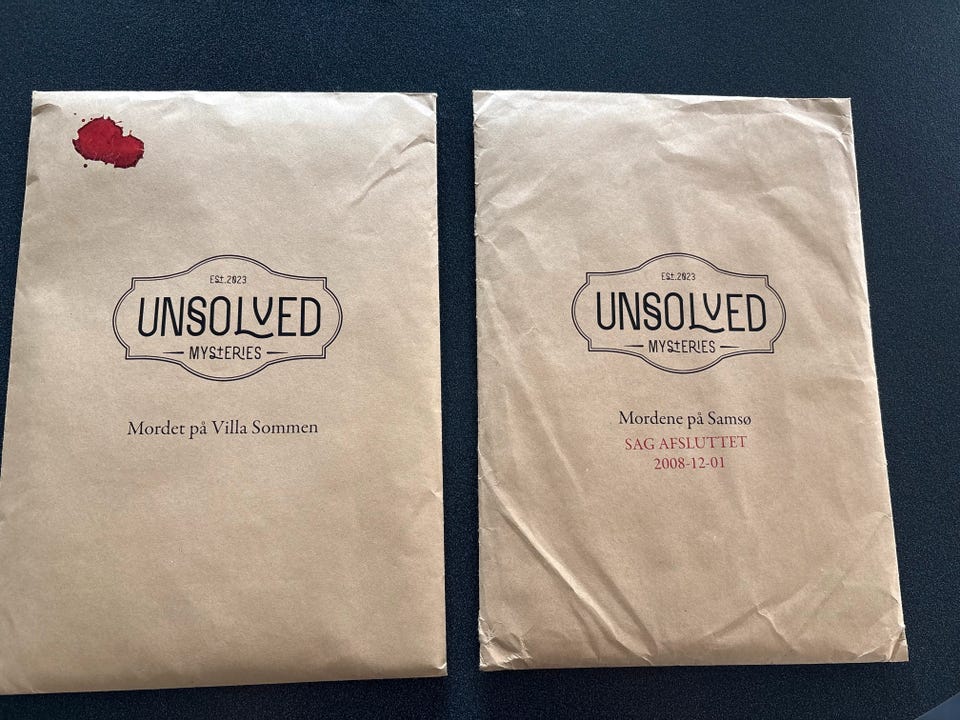 EST.2023
UNSOLVED
MYSTERIES
Mordet på Villa Sommen
EST.2023
UNSOLVED
MYSTERIES
Mordene på Samsø
SAG AFSLUTTET
2008-12-01